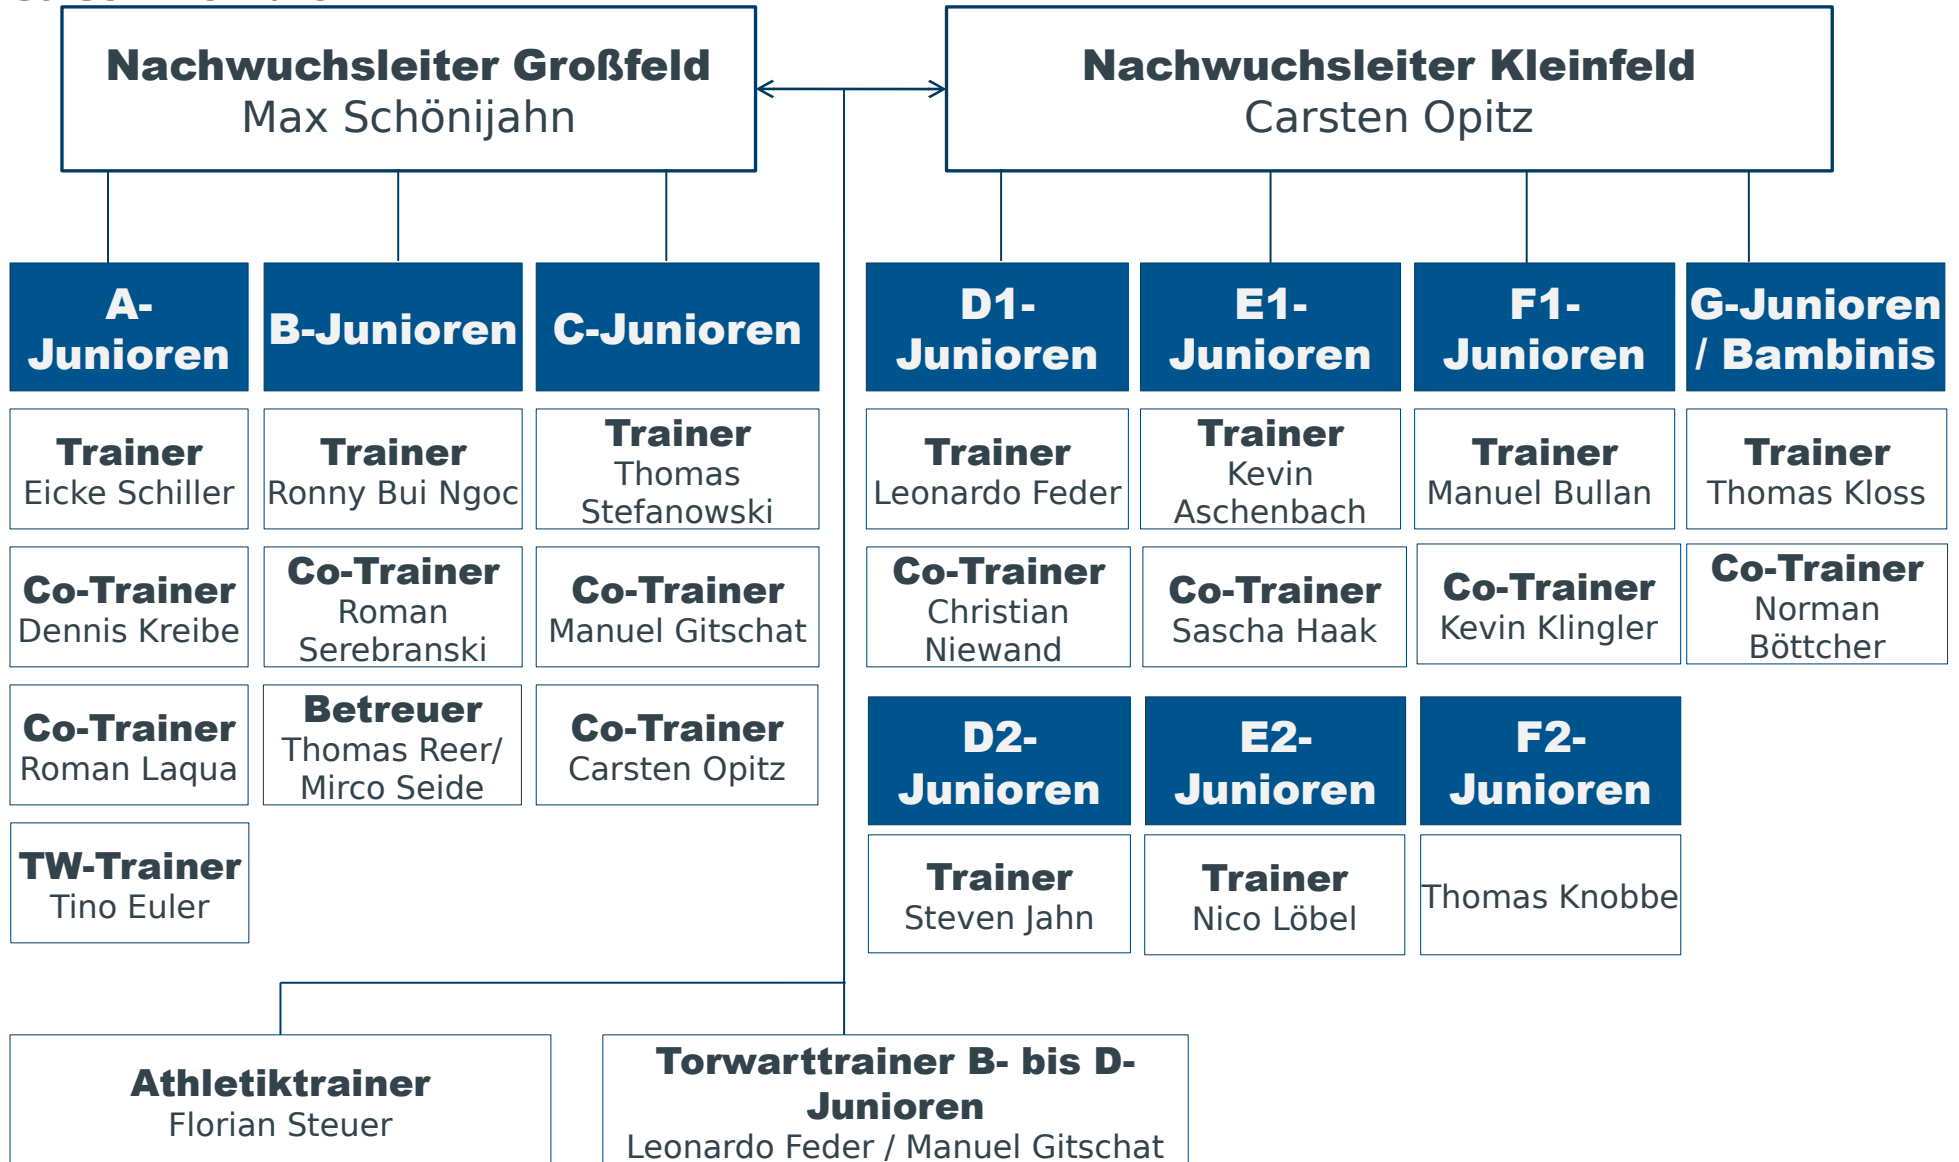 Nachwuchsleiter Großfeld
Max Schönijahn
Nachwuchsleiter Kleinfeld
Carsten Opitz
A-
Junioren
B-Junioren
C-Junioren
D1-
Junioren
E1-
Junioren
F1-
Junioren
G-Junioren
/ Bambinis
Trainer
Eicke Schiller
Trainer
Ronny Bui Ngoc
Trainer
Thomas
Stefanowski
Trainer
Leonardo Feder
Trainer
Kevin
Aschenbach
Trainer
Manuel Bullan
Trainer
Thomas Kloss
Co-Trainer
Dennis Kreibe
Co-Trainer
Roman
Serebranski
Co-Trainer
Manuel Gitschat
Co-Trainer
Christian
Niewand
Co-Trainer
Sascha Haak
Co-Trainer
Kevin Klingler
Co-Trainer
Norman
Böttcher
Co-Trainer
Roman Laqua
Betreuer
Thomas Reer/
Mirco Seide
Co-Trainer
Carsten Opitz
D2-
Junioren
E2-
Junioren
F2-
Junioren
TW-Trainer
Tino Euler
Trainer
Steven Jahn
Trainer
Nico Löbel
Thomas Knobbe
Athletiktrainer
Florian Steuer
Torwarttrainer B- bis D-
Junioren
Leonardo Feder / Manuel Gitschat